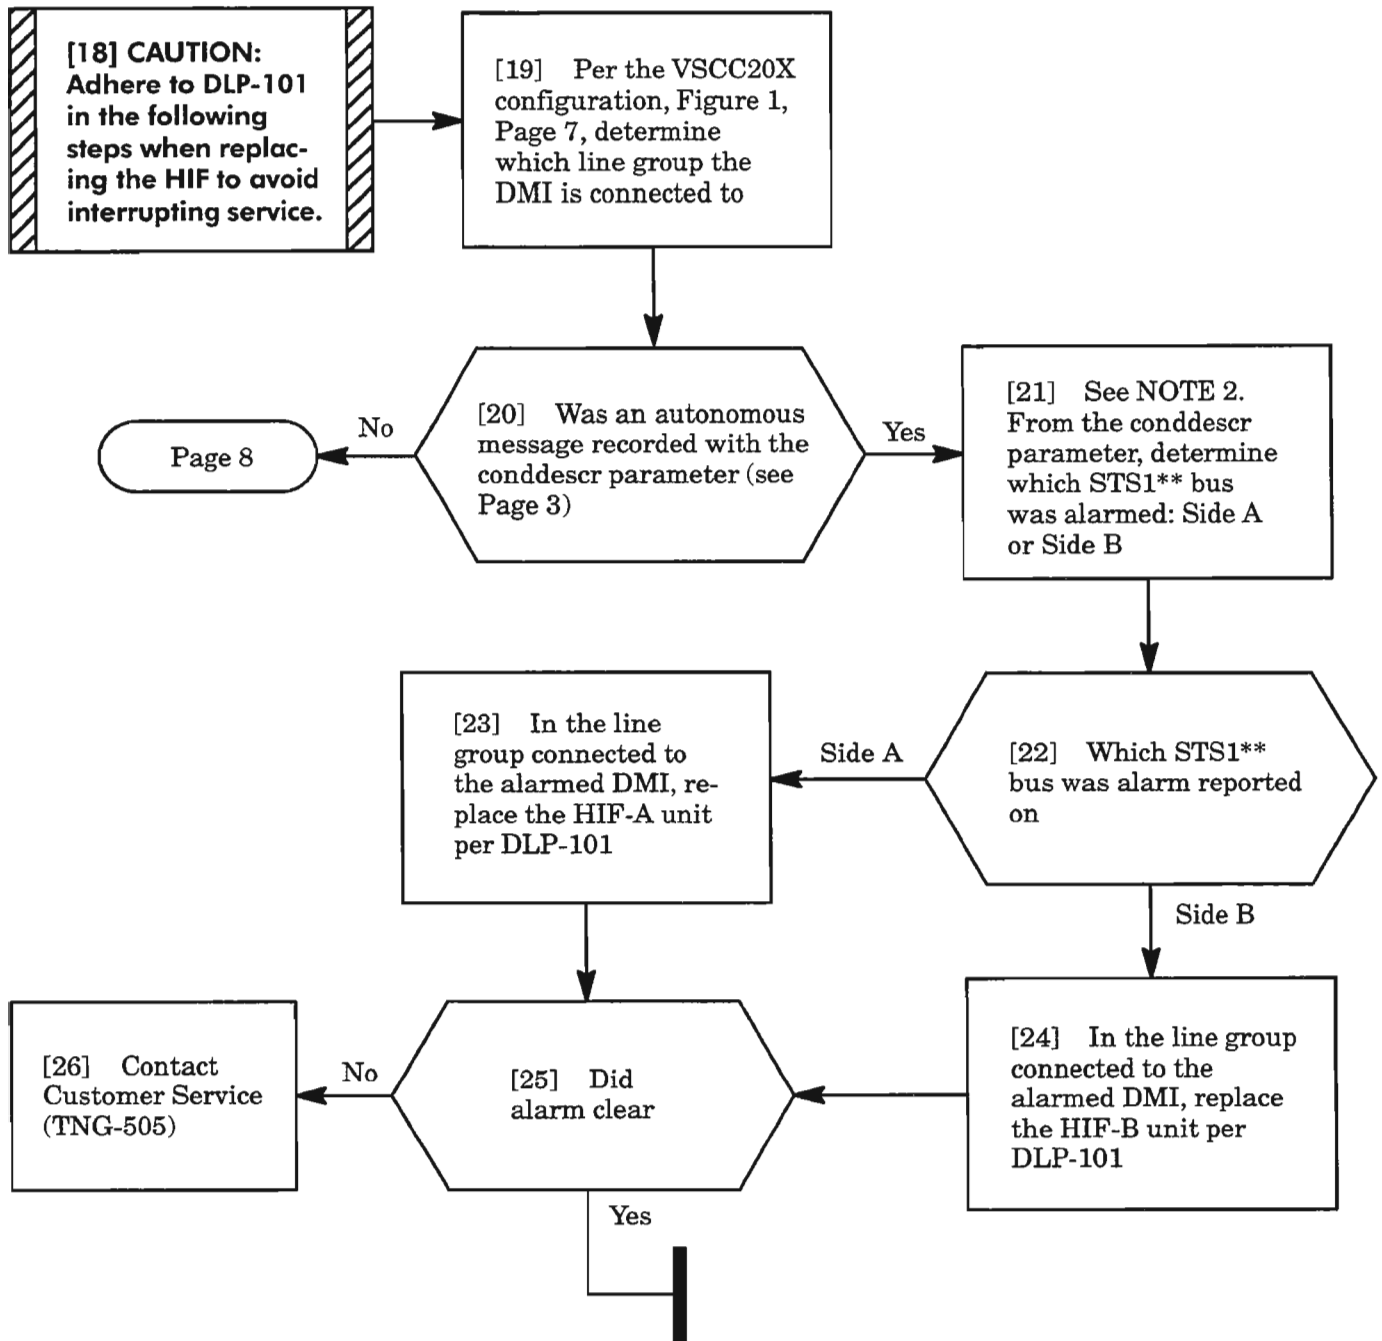 [18] CAUTION:
Adhere to DLP-101
in the following
steps when replac-
ing the HIF to avoid
interrupting service.
[19] Per the VSCC20X
configuration, Figure 1,
Page 7, determine
which line group the
DMI is connected to
[20] Was an autonomous
message recorded with the
conddescr parameter (see
Page 3)
No
Page 8
Yes
[21] See NOTE 2.
From the conddescr
parameter, determine
which STS1** bus
was alarmed: Side A
or Side B
[22] Which STS1**
bus was alarm reported
on
Side A
[23] In the line
group connected to
the alarmed DMI, re-
place the HIF-A unit
per DLP-101
Side B
[24] In the line group
connected to the
alarmed DMI, replace
the HIF-B unit per
DLP-101
[25] Did
alarm clear
No
[26] Contact
Customer Service
(TNG-505)
Yes